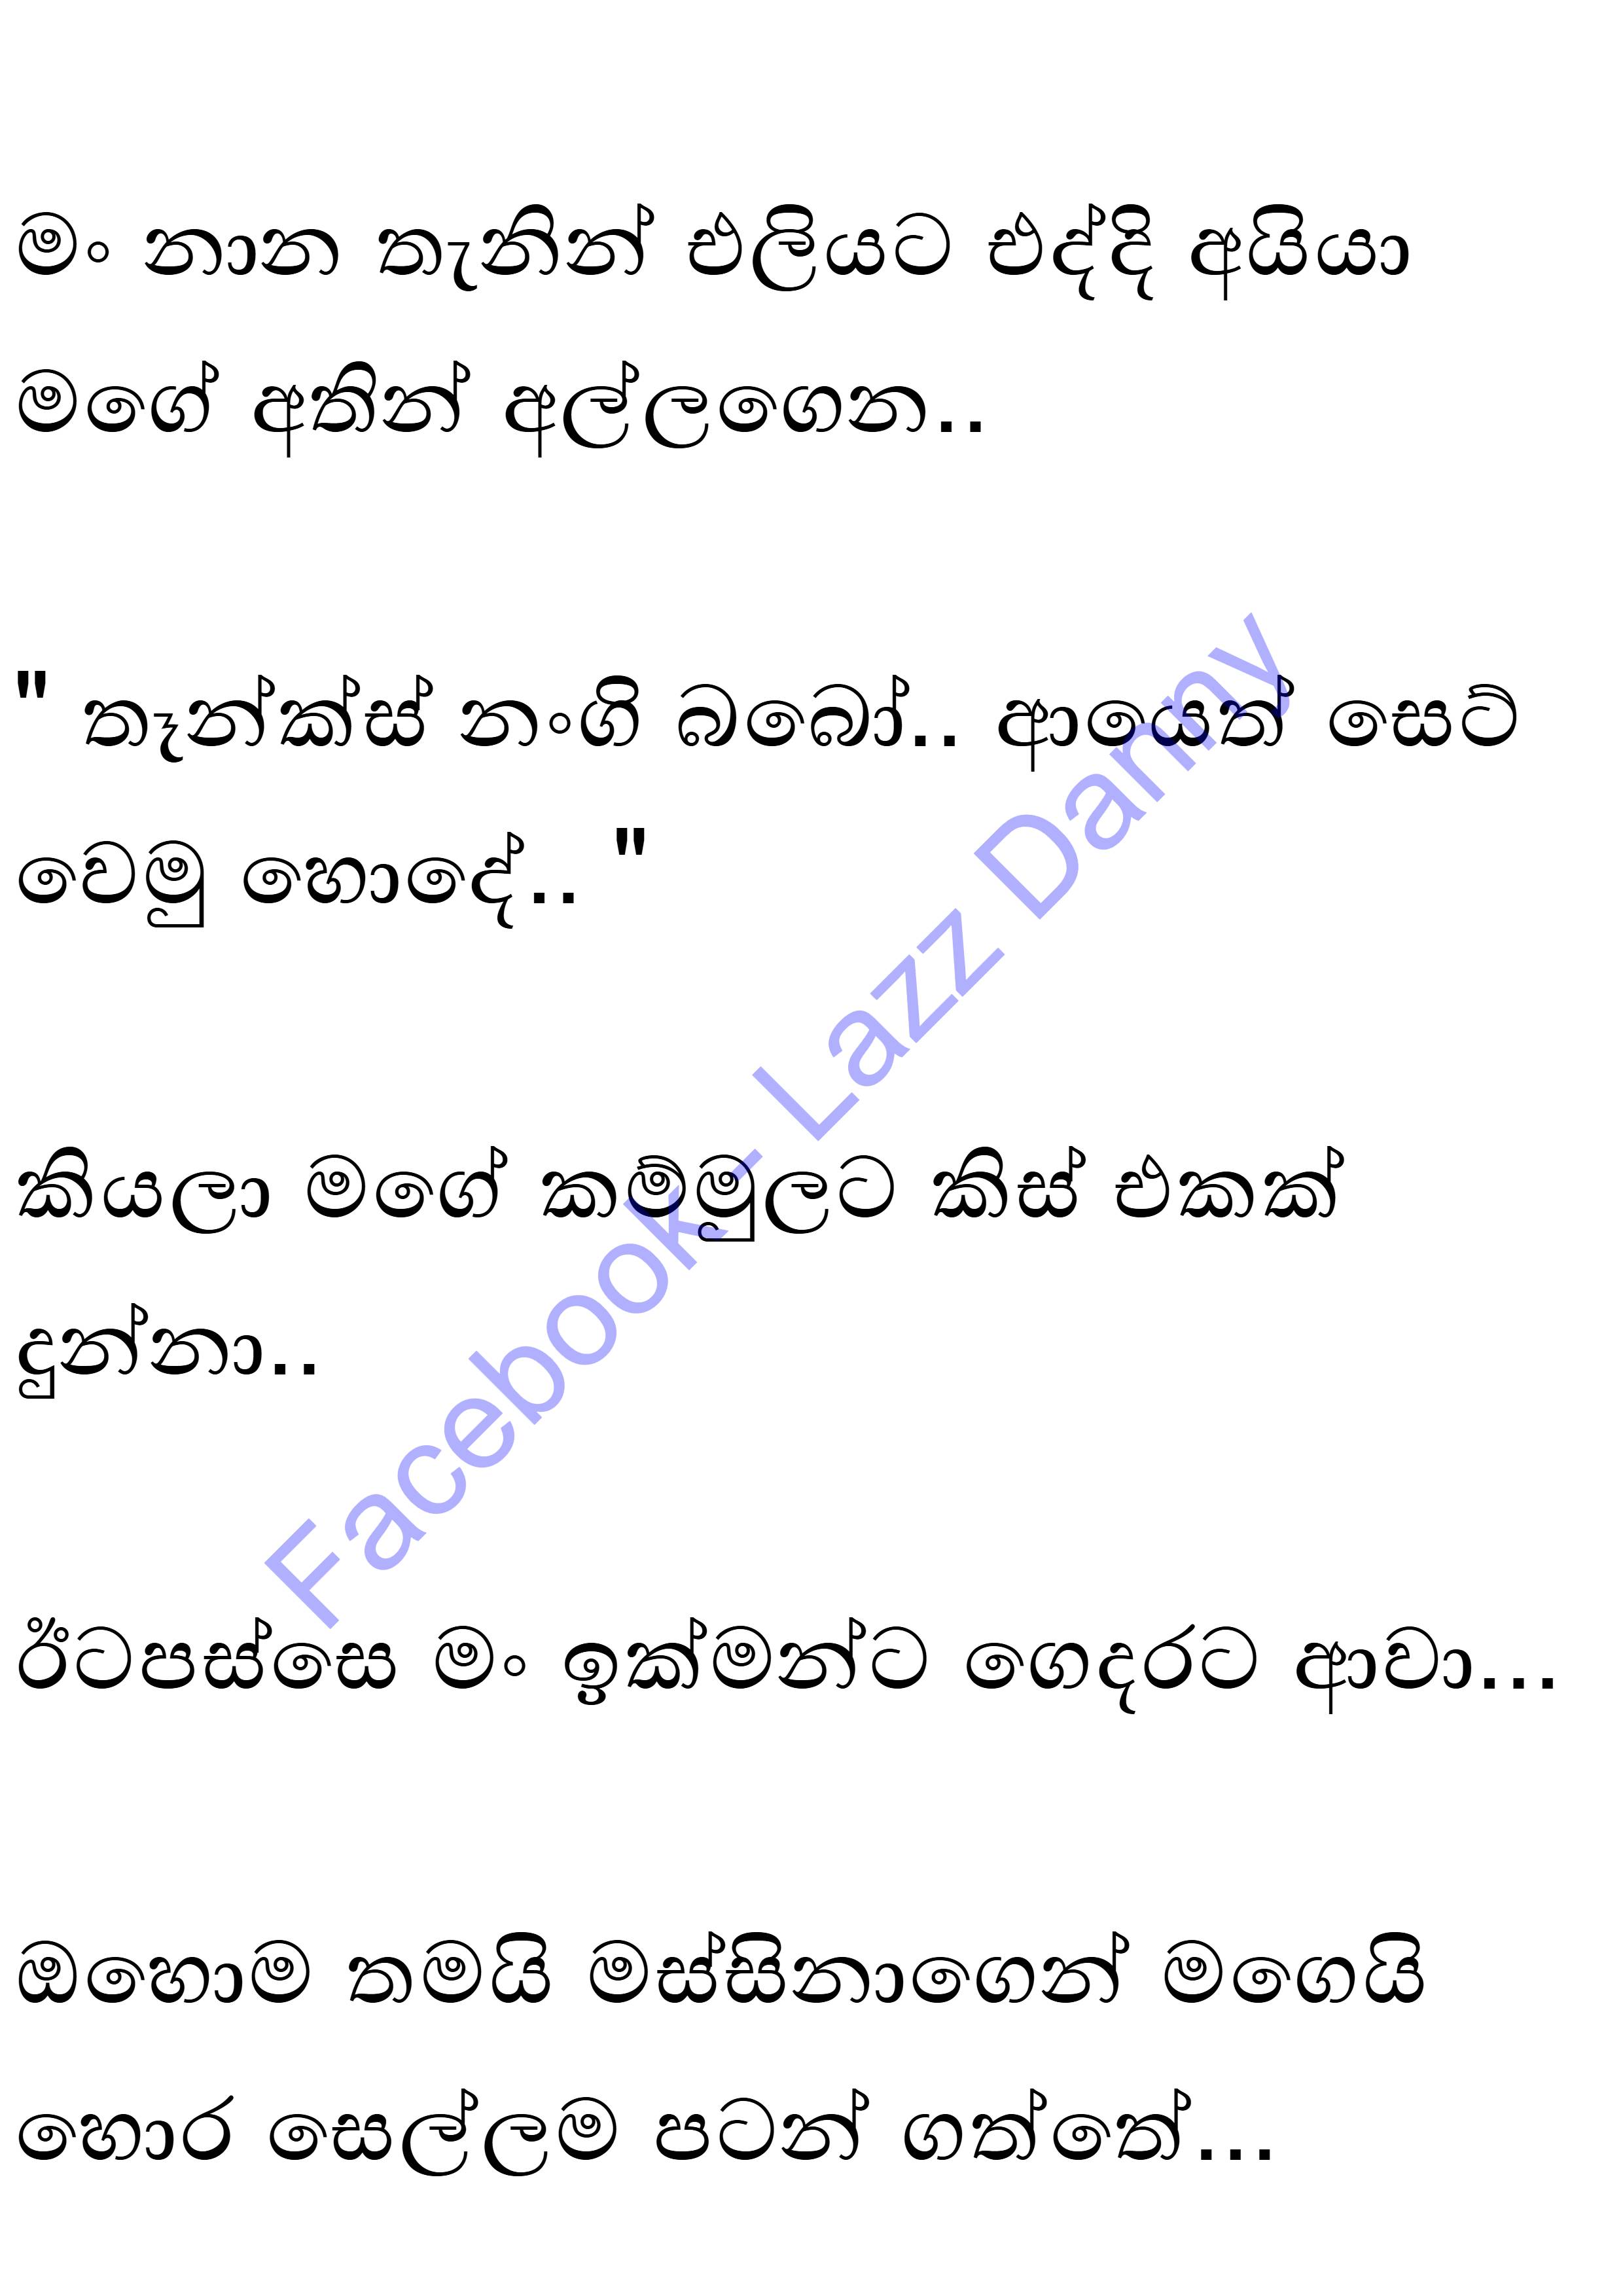 මං නාන තැනින් එලියට එද්දි අයියා
මගේ අතින් අල්ලගෙන..
" තෑන්ක්ස් නංගි බබෝ.. ආයෙත් සෙට්
වෙමු හොදේ.. "
කියලා මගේ කම්මුලට කිස් එකක්
දුන්නා..
ඊටපස්සෙ මං ඉක්මන්ට ගෙදරට ආවා...
ඔහොම තමයි මස්සිනාගෙන් මගෙයි
හොර සෙල්ලම පටන් ගත්තේ...
Facebook - Lazz Danny